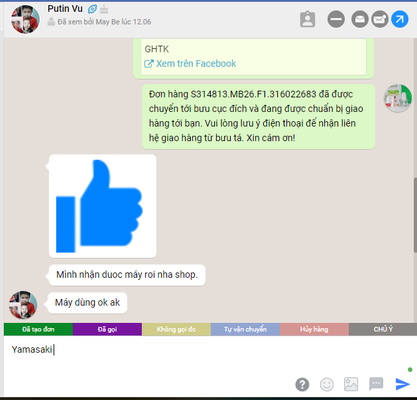 Putin Vu
Đã xem bởi May Be lúc 12.06
GHTK
Xem trên Facebook
Đơn hàng S314813.MB26.F1.316022683 đã được
chuyển tới bưu cục đích và đang được chuẩn bị giao
hàng tới bạn. Vui lòng lưu ý điện thoại để nhận liên
hệ giao hàng từ bưu tá. Xin cám ơn!
Mình nhận duoc máy roi nha shop.
Máy dùng ok ak
Đã tạo đơn Đã gọi Không gọi đc Tự vận chuyển Hủy hàng CHÚ Ý
Yamasaki